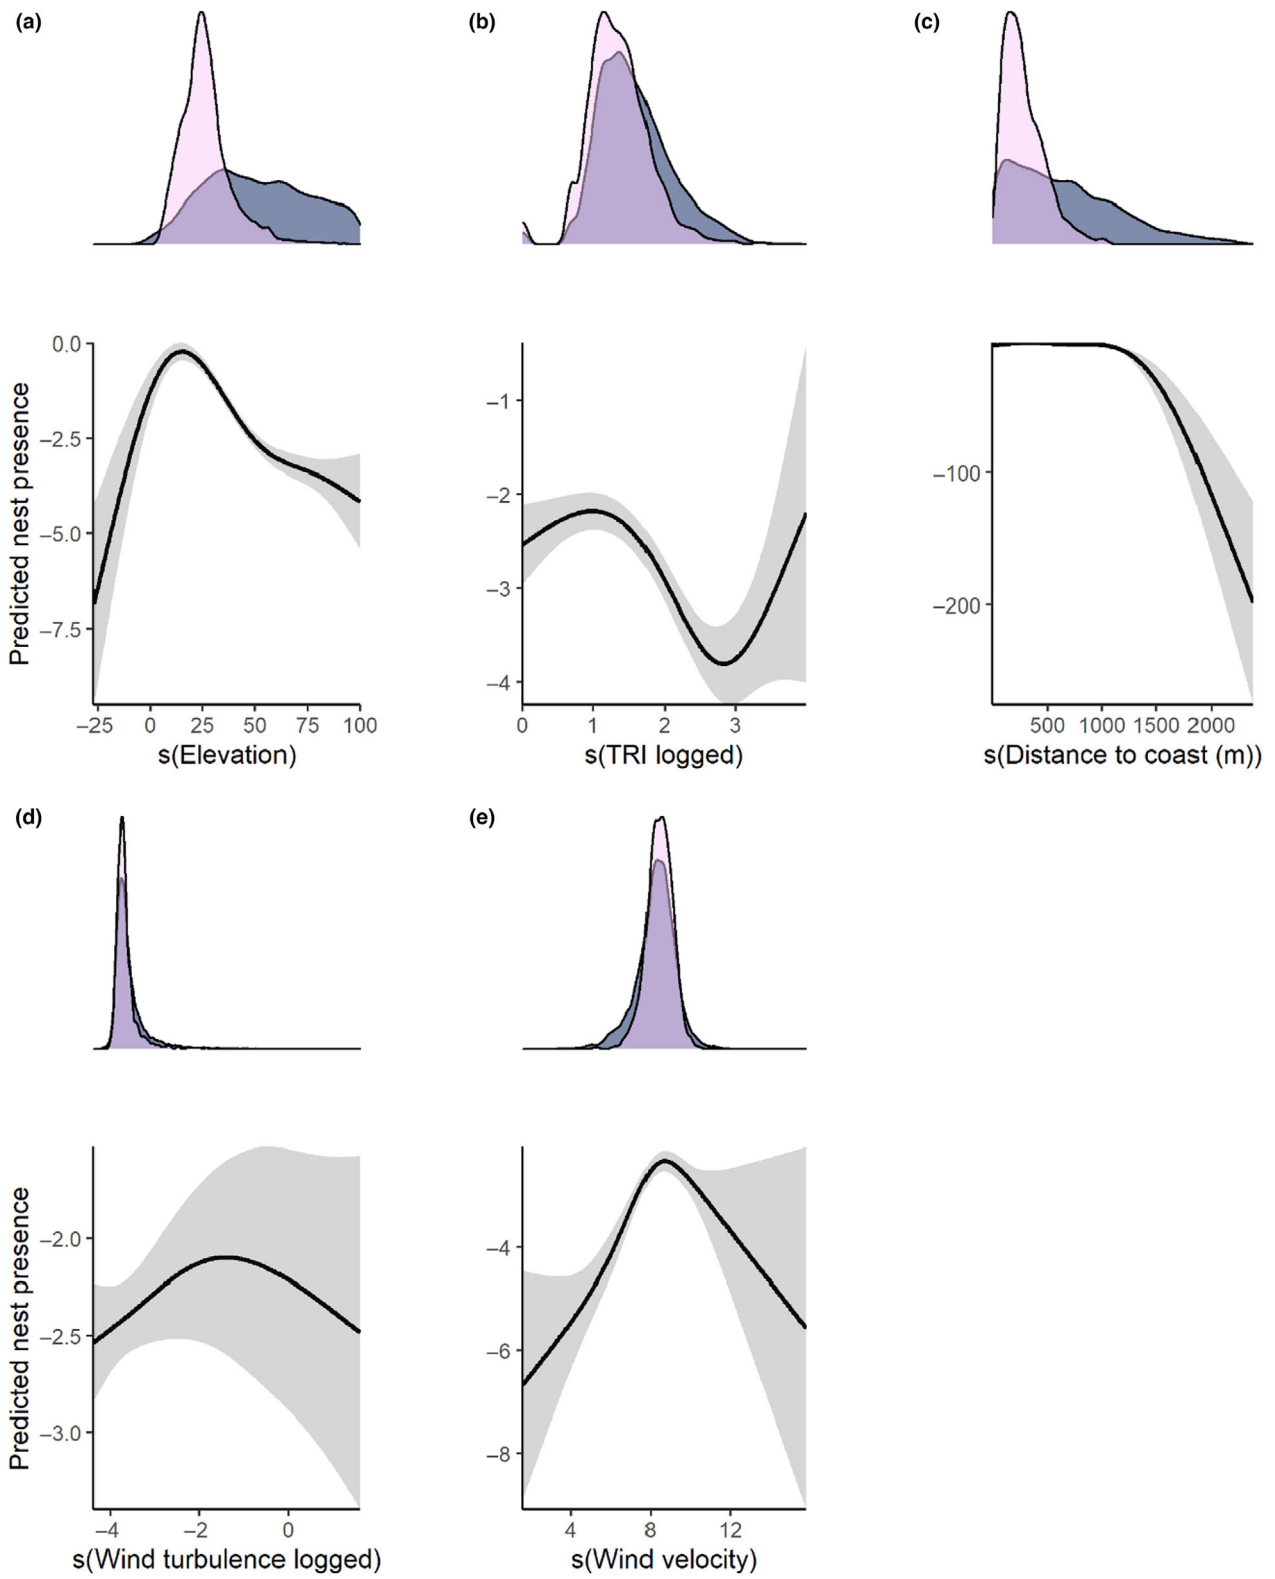 (a)
(b)
(c)
Predicted nest presence
0.0
−2.5
−5.0
−7.5
−25 0 25 50 75 100
s(Elevation)
−1
−2
−3
−4
0 1 2 3
s(TRI logged)
−100
−200
500 1000 1500 2000
s(Distance to coast (m))
(d)
(e)
Predicted nest presence
−2.0
−2.5
−3.0
−4 −2 0
s(Wind turbulence logged)
−4
−6
−8
4 8 12
s(Wind velocity)